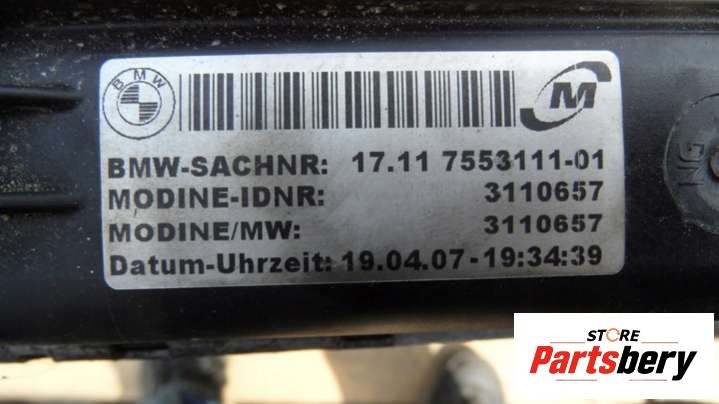 BMW
M
BMW-SACHNR: 17.11 7553111-01
MODINE-IDNR: 3110657
MODINE/MW: 3110657
Datum-Uhrzeit: 19.04.07-19:34:39
NG
STORE
Partsbery